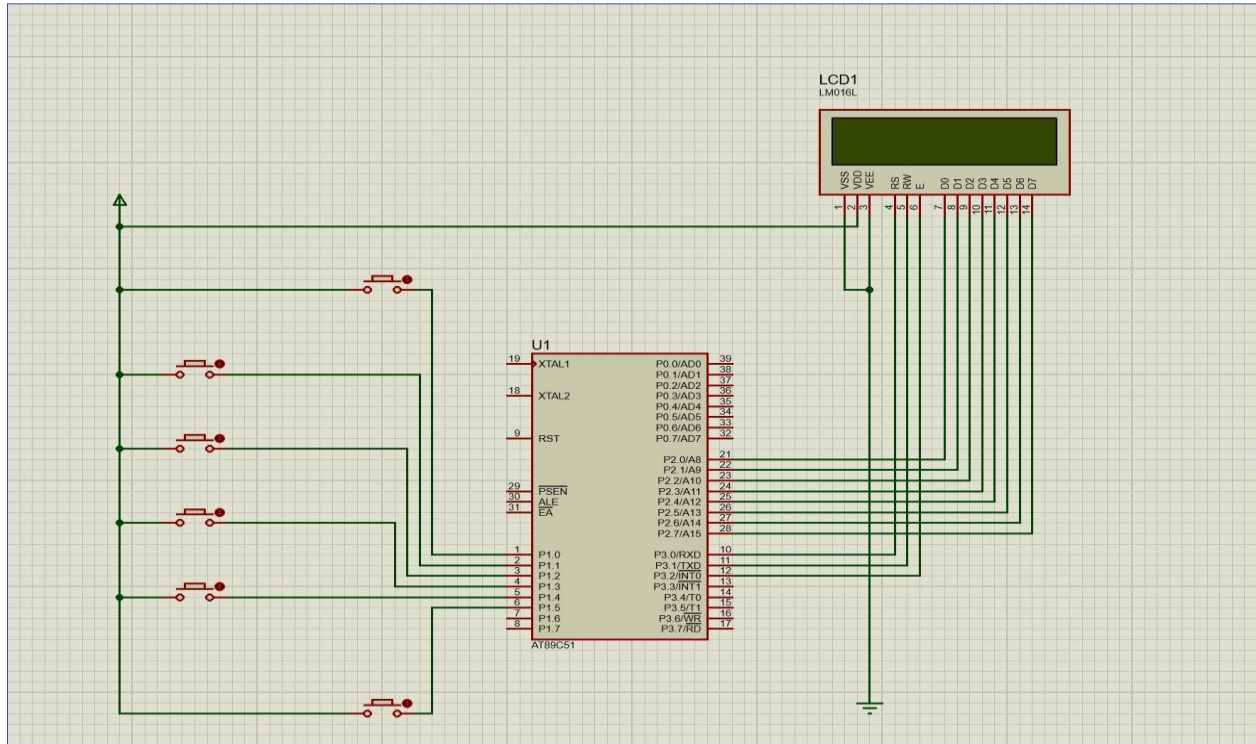 LCD1
LM016L
VSS VDD VEE RS RW E D0 D1 D2 D3 D4 D5 D6 D7
1 2 3 4 5 6 7 8 9 10 11 12 13 14
U1
19 XTAL1 P0.0/AD0 39
P0.1/AD1 38
P0.2/AD2 37
18 XTAL2 P0.3/AD3 36
P0.4/AD4 35
P0.5/AD5 34
P0.6/AD6 33
9 RST P0.7/AD7 32
P2.0/A8 21
P2.1/A9 22
P2.2/A10 23
29 PSEN P2.3/A11 24
30 ALE P2.4/A12 25
31 EA P2.5/A13 26
P2.6/A14 27
P2.7/A15 28
1 P1.0 P3.0/RXD 10
2 P1.1 P3.1/TXD 11
3 P1.2 P3.2/INT0 12
4 P1.3 P3.3/INT1 13
5 P1.4 P3.4/T0 14
6 P1.5 P3.5/T1 15
7 P1.6 P3.6/WR 16
8 P1.7 P3.7/RD 17
AT89C51